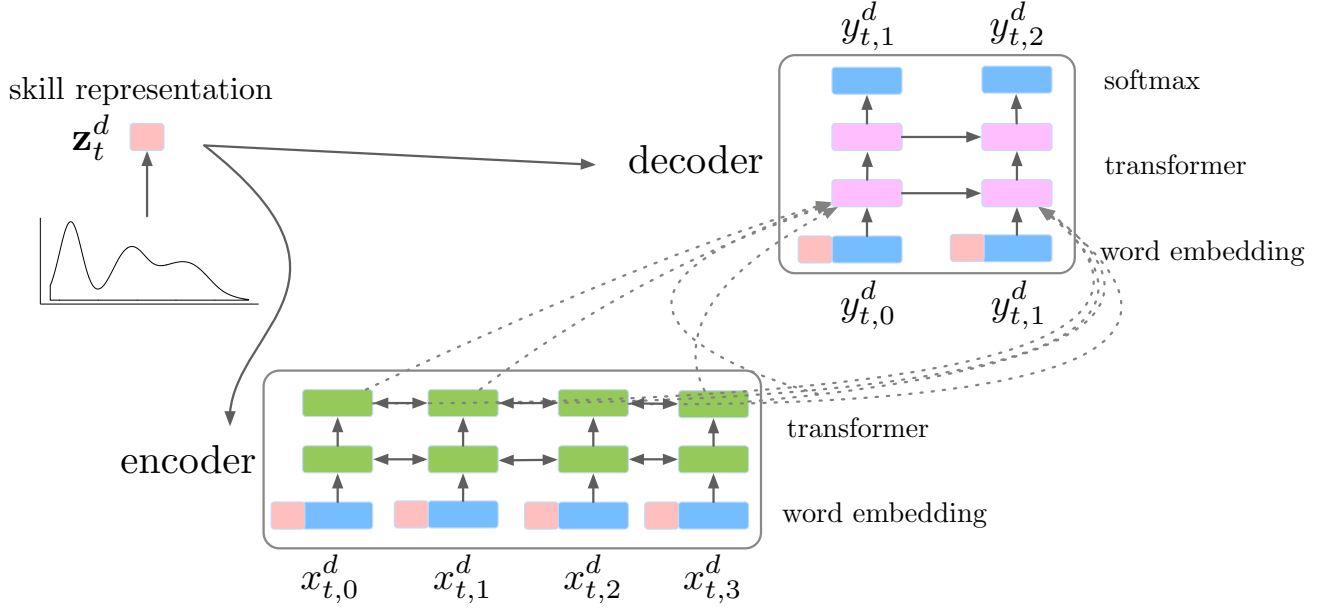 y^d_{t,1} y^d_{t,2}
softmax
skill representation
z^d_t
decoder
transformer
word embedding
y^d_{t,0} y^d_{t,1}
transformer
encoder
word embedding
x^d_{t,0} x^d_{t,1} x^d_{t,2} x^d_{t,3}